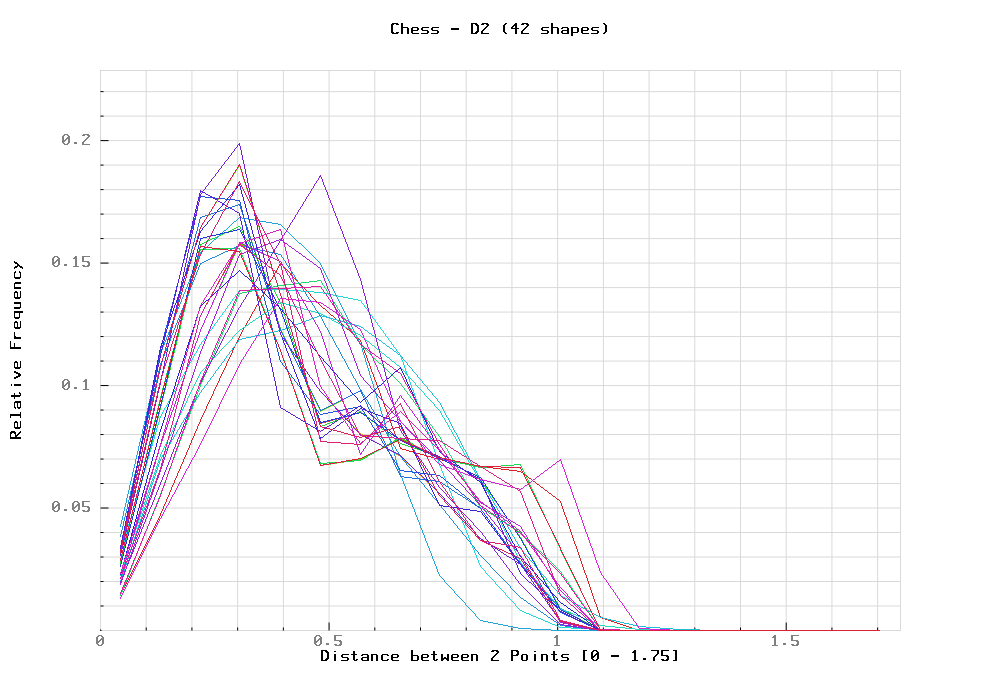 Chess - D2 (42 shapes)
0.2
0.15
0.1
0.05
Relative Frequency
0
0.5
1
1.5
Distance between 2 Points [0 - 1.75]